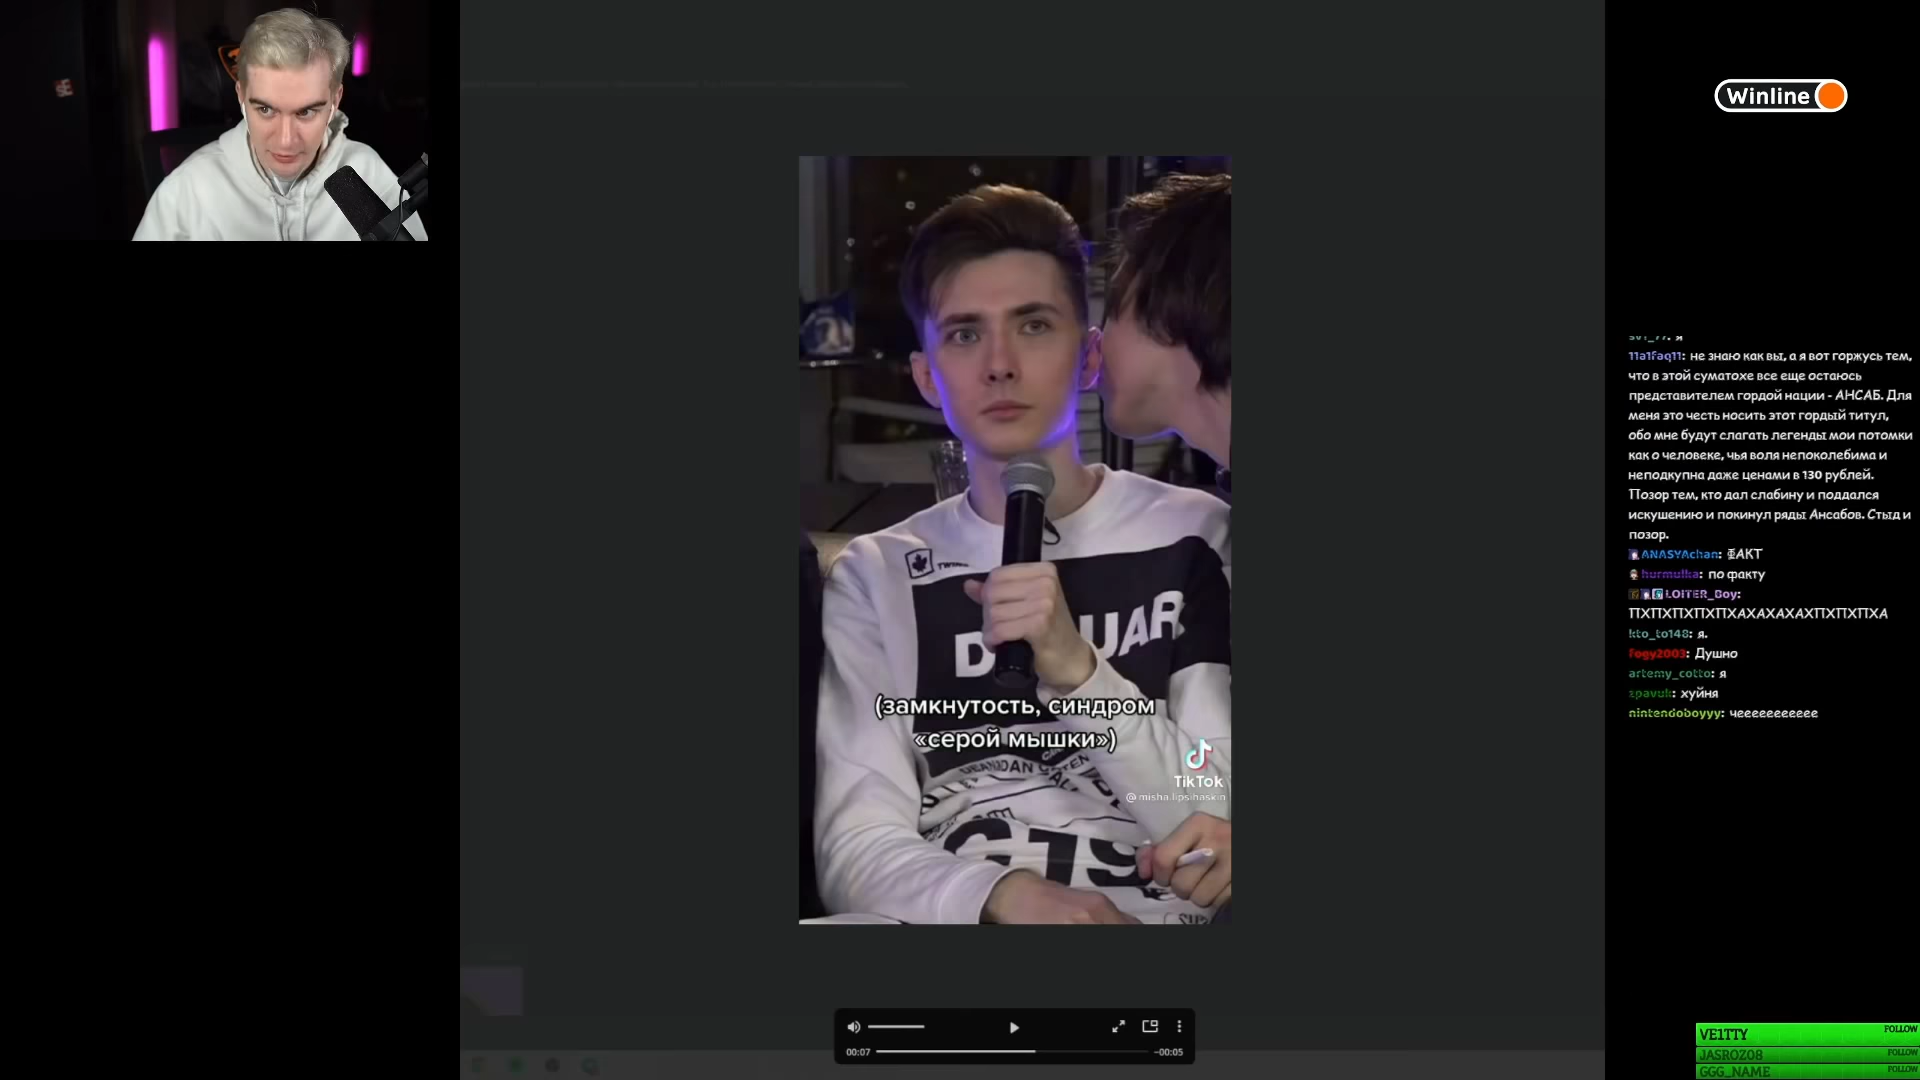 Winline
11a1faq11: не знаю как вы, а я вот горжусь тем,
что в этой суматохе все еще остаюсь
представителем гордой нации - АНСАБ. Для
меня это честь носить этот гордый титул,
обо мне будут слагать легенды мои потомки
как о человеке, чья воля непоколебима и
неподкупна даже ценами в 130 рублей.
Позор тем, кто дал слабину и поддался
искушению и покинул ряды Ансабов. Стыд и
позор.
ANASYAchan: ФАКТ
hurmulka: по факту
LOITER_Boy:
ПХПХПХПХПХАХАХАХАХПХПХПХА
kto_to148: я.
Fogy2003: Душно
artemy_cotto: я
zpavuk: хуйня
nintendoboyyy: чеееееееееее
(замкнутость, синдром
«серой мышки»)
TikTok
@misha.lipsihaskin
00:07
-00:05
VE1TTY FOLLOW
JASROZ08 FOLLOW
GGG_NAME FOLLOW